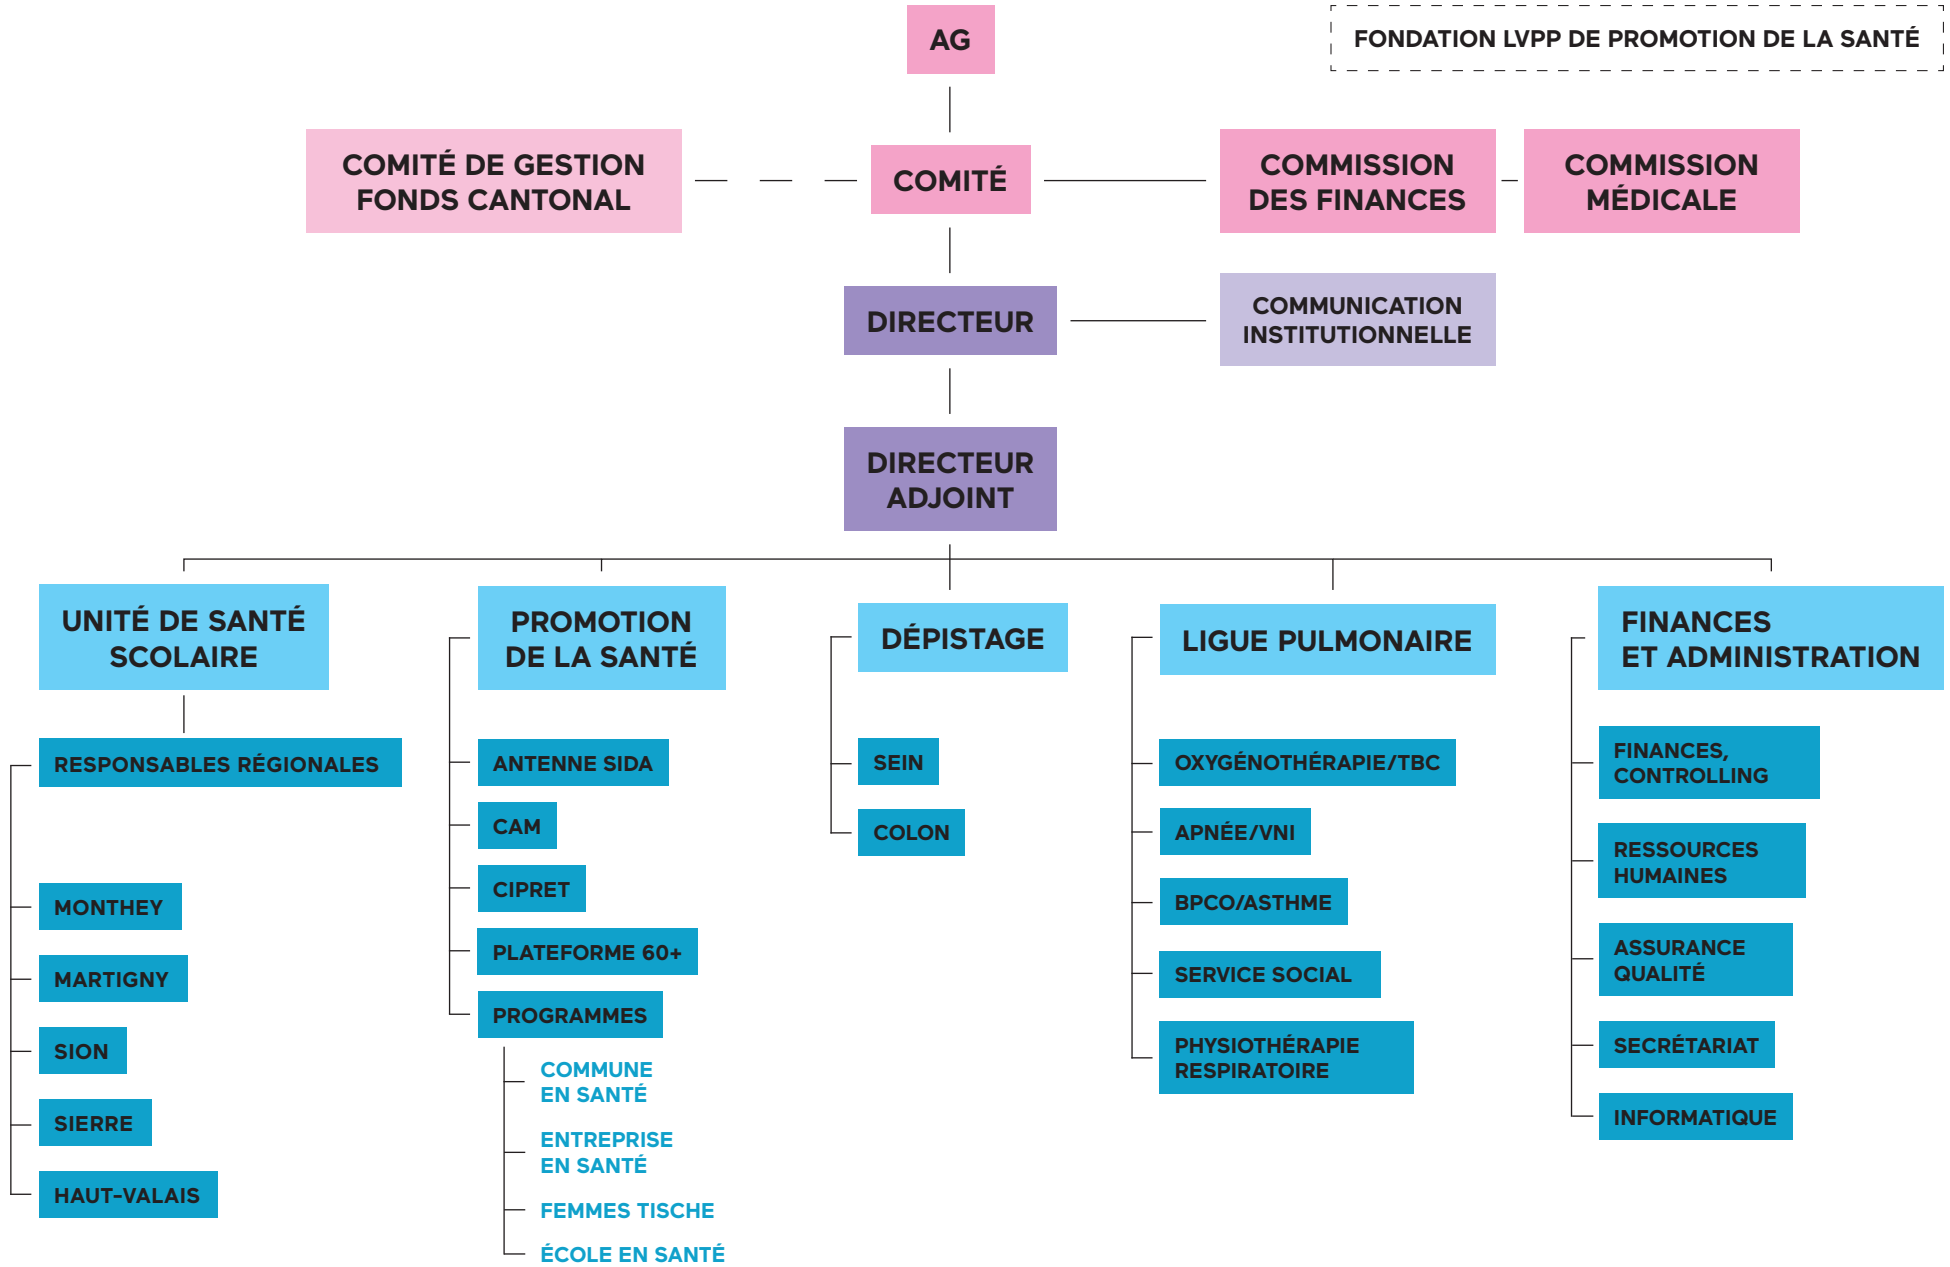 AG
FONDATION LVPP DE PROMOTION DE LA SANTÉ
COMITÉ DE GESTION
FONDS CANTONAL
COMITÉ
COMMISSION
DES FINANCES
COMMISSION
MÉDICALE
DIRECTEUR
COMMUNICATION
INSTITUTIONNELLE
DIRECTEUR
ADJOINT
UNITÉ DE SANTÉ
SCOLAIRE
RESPONSABLES RÉGIONALES
MONTHEY
MARTIGNY
SION
SIERRE
HAUT-VALAIS
PROMOTION
DE LA SANTÉ
ANTENNE SIDA
CAM
CIPRET
PLATEFORME 60+
PROGRAMMES
COMMUNE
EN SANTÉ
ENTREPRISE
EN SANTÉ
FEMMES TISCHE
ÉCOLE EN SANTÉ
DÉPISTAGE
SEIN
COLON
LIGUE PULMONAIRE
OXYGÉNOTHÉRAPIE/TBC
APNÉE/VNI
BPCO/ASTHME
SERVICE SOCIAL
PHYSIOTHÉRAPIE
RESPIRATOIRE
FINANCES
ET ADMINISTRATION
FINANCES,
CONTROLLING
RESSOURCES
HUMAINES
ASSURANCE
QUALITÉ
SECRÉTARIAT
INFORMATIQUE